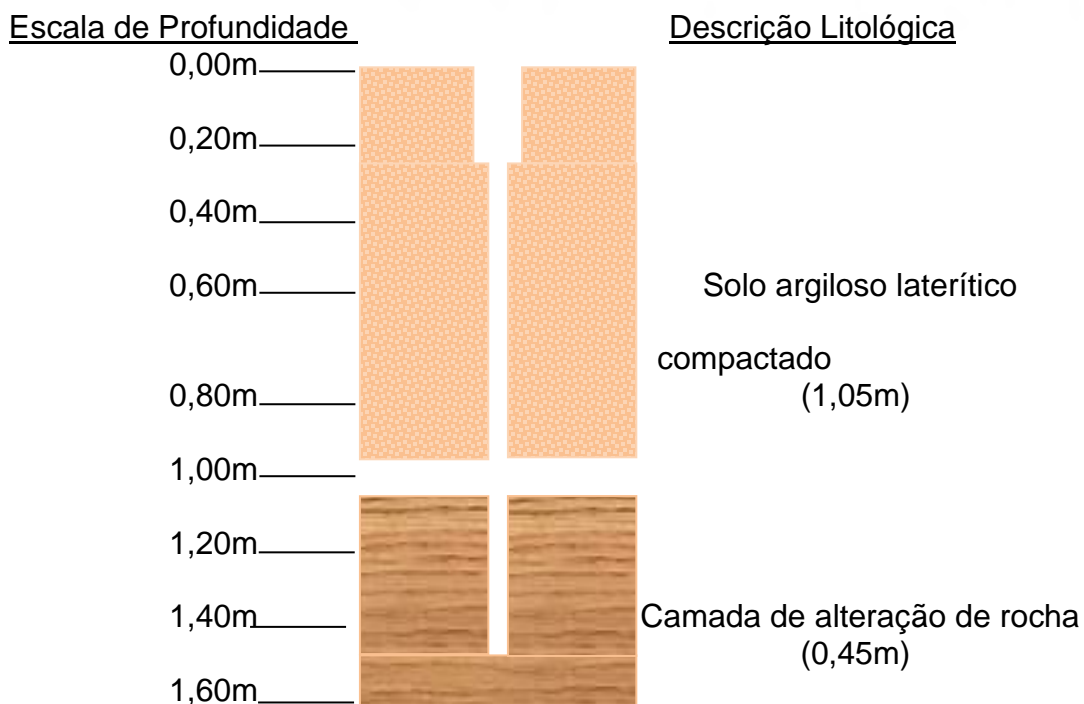 Escala de Profundidade
Descrição Litológica
0,00m
0,20m
0,40m
0,60m
Solo argiloso laterítico
compactado
0,80m
(1,05m)
1,00m
1,20m
1,40m
Camada de alteração de rocha
(0,45m)
1,60m